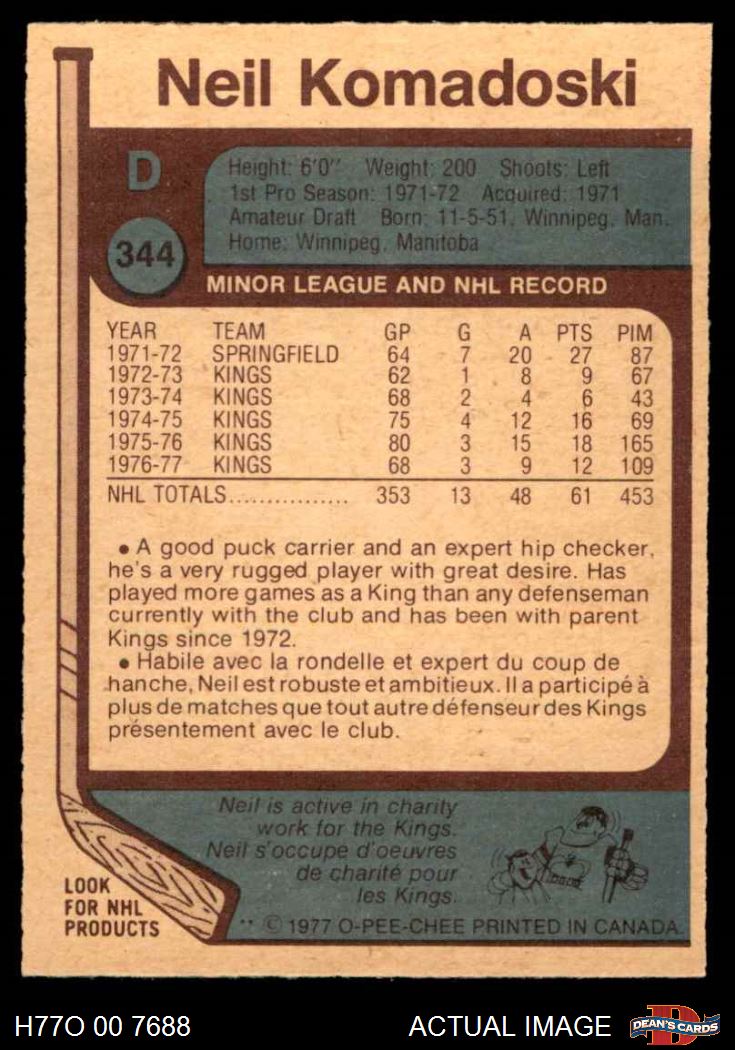 Neil Komadoski
D
Height: 6'0" Weight: 200 Shoots: Left
1st Pro Season: 1971-72 Acquired: 1971
Amateur Draft Born: 11-5-51, Winnipeg, Man.
Home: Winnipeg, Manitoba
344
MINOR LEAGUE AND NHL RECORD
YEAR TEAM GP G A PTS PIM
1971-72 SPRINGFIELD 64 7 20 27 87
1972-73 KINGS 62 1 8 9 67
1973-74 KINGS 68 2 4 6 43
1974-75 KINGS 75 4 12 16 69
1975-76 KINGS 80 3 15 18 165
1976-77 KINGS 68 3 9 12 109
NHL TOTALS................ 353 13 48 61 453
• A good puck carrier and an expert hip checker,
he's a very rugged player with great desire. Has
played more games as a King than any defenseman
currently with the club and has been with parent
Kings since 1972.
• Habile avec la rondelle et expert du coup de
hanche, Neil est robuste et ambitieux. Il a participé à
plus de matches que tout autre défenseur des Kings
présentement avec le club.
Neil is active in charity
work for the Kings.
Neil s'occupe d'oeuvres
de charité pour
les Kings.
LOOK
FOR NHL
PRODUCTS
** © 1977 O-PEE-CHEE PRINTED IN CANADA.
H77O 00 7688 ACTUAL IMAGE D DEAN'S CARDS